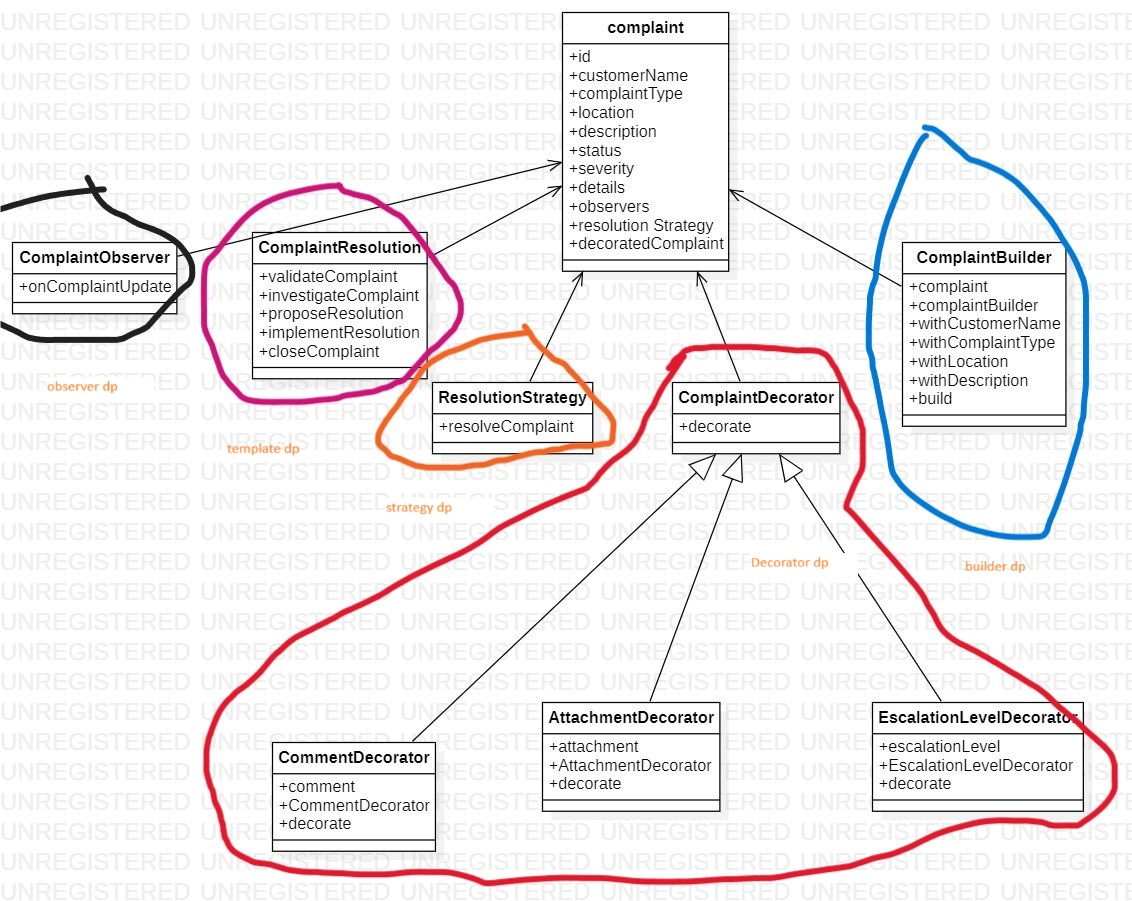 complaint
+id
+customerName
+complaintType
+location
+description
+status
+severity
+details
+observers
+resolution Strategy
+decoratedComplaint
ComplaintObserver
+onComplaintUpdate
observer dp
ComplaintResolution
+validateComplaint
+investigateComplaint
+proposeResolution
+implementResolution
+closeComplaint
template dp
ResolutionStrategy
+resolveComplaint
strategy dp
ComplaintDecorator
+decorate
Decorator dp
ComplaintBuilder
+complaint
+complaintBuilder
+withCustomerName
+withComplaintType
+withLocation
+withDescription
+build
builder dp
CommentDecorator
+comment
+CommentDecorator
+decorate
AttachmentDecorator
+attachment
+AttachmentDecorator
+decorate
EscalationLevelDecorator
+escalationLevel
+EscalationLevelDecorator
+decorate
UNREGISTERED